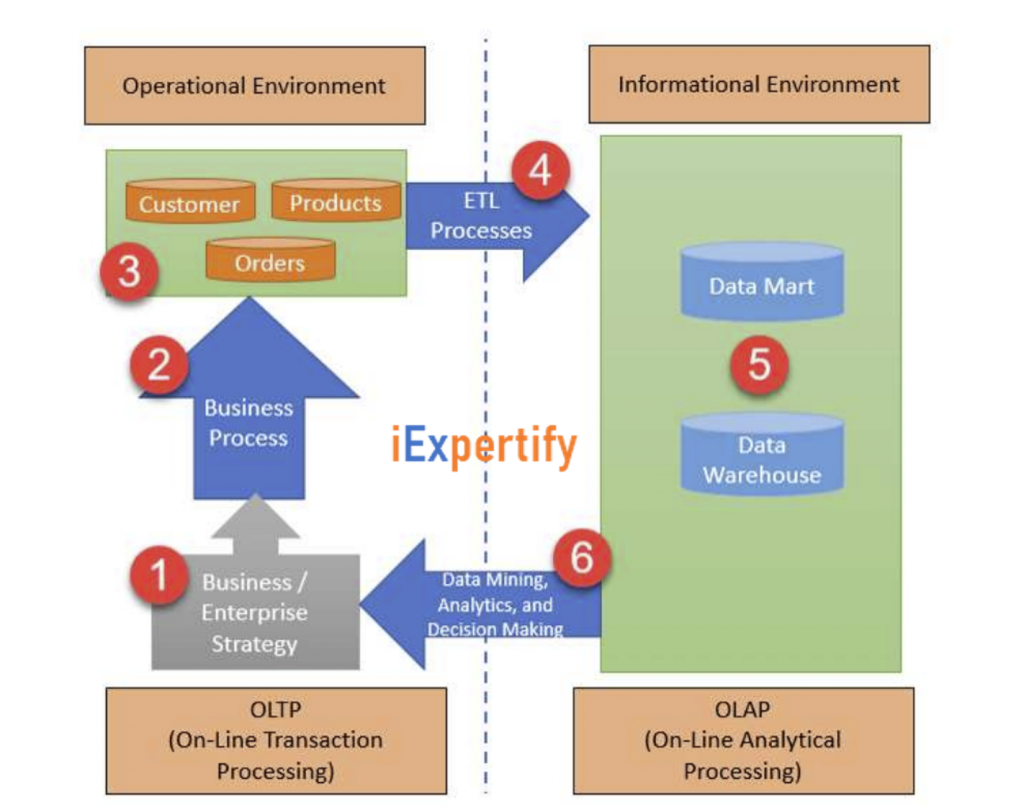 Operational Environment
Informational Environment
Customer
Products
Orders
3
ETL
Processes
4
Data Mart
5
Data
Warehouse
2
Business
Process
iExpertify
1
Business /
Enterprise
Strategy
6
Data Mining,
Analytics, and
Decision Making
OLTP
(On-Line Transaction
Processing)
OLAP
(On-Line Analytical
Processing)